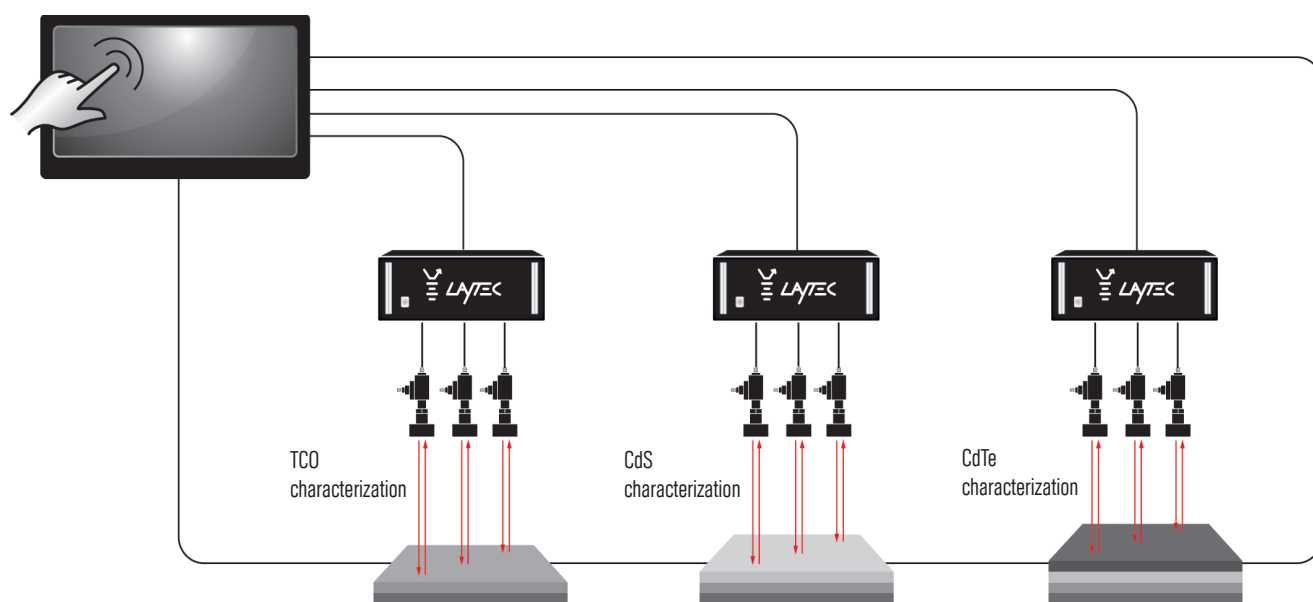 LAYTEC
LAYTEC
LAYTEC
TCO
characterization
CdS
characterization
CdTe
characterization